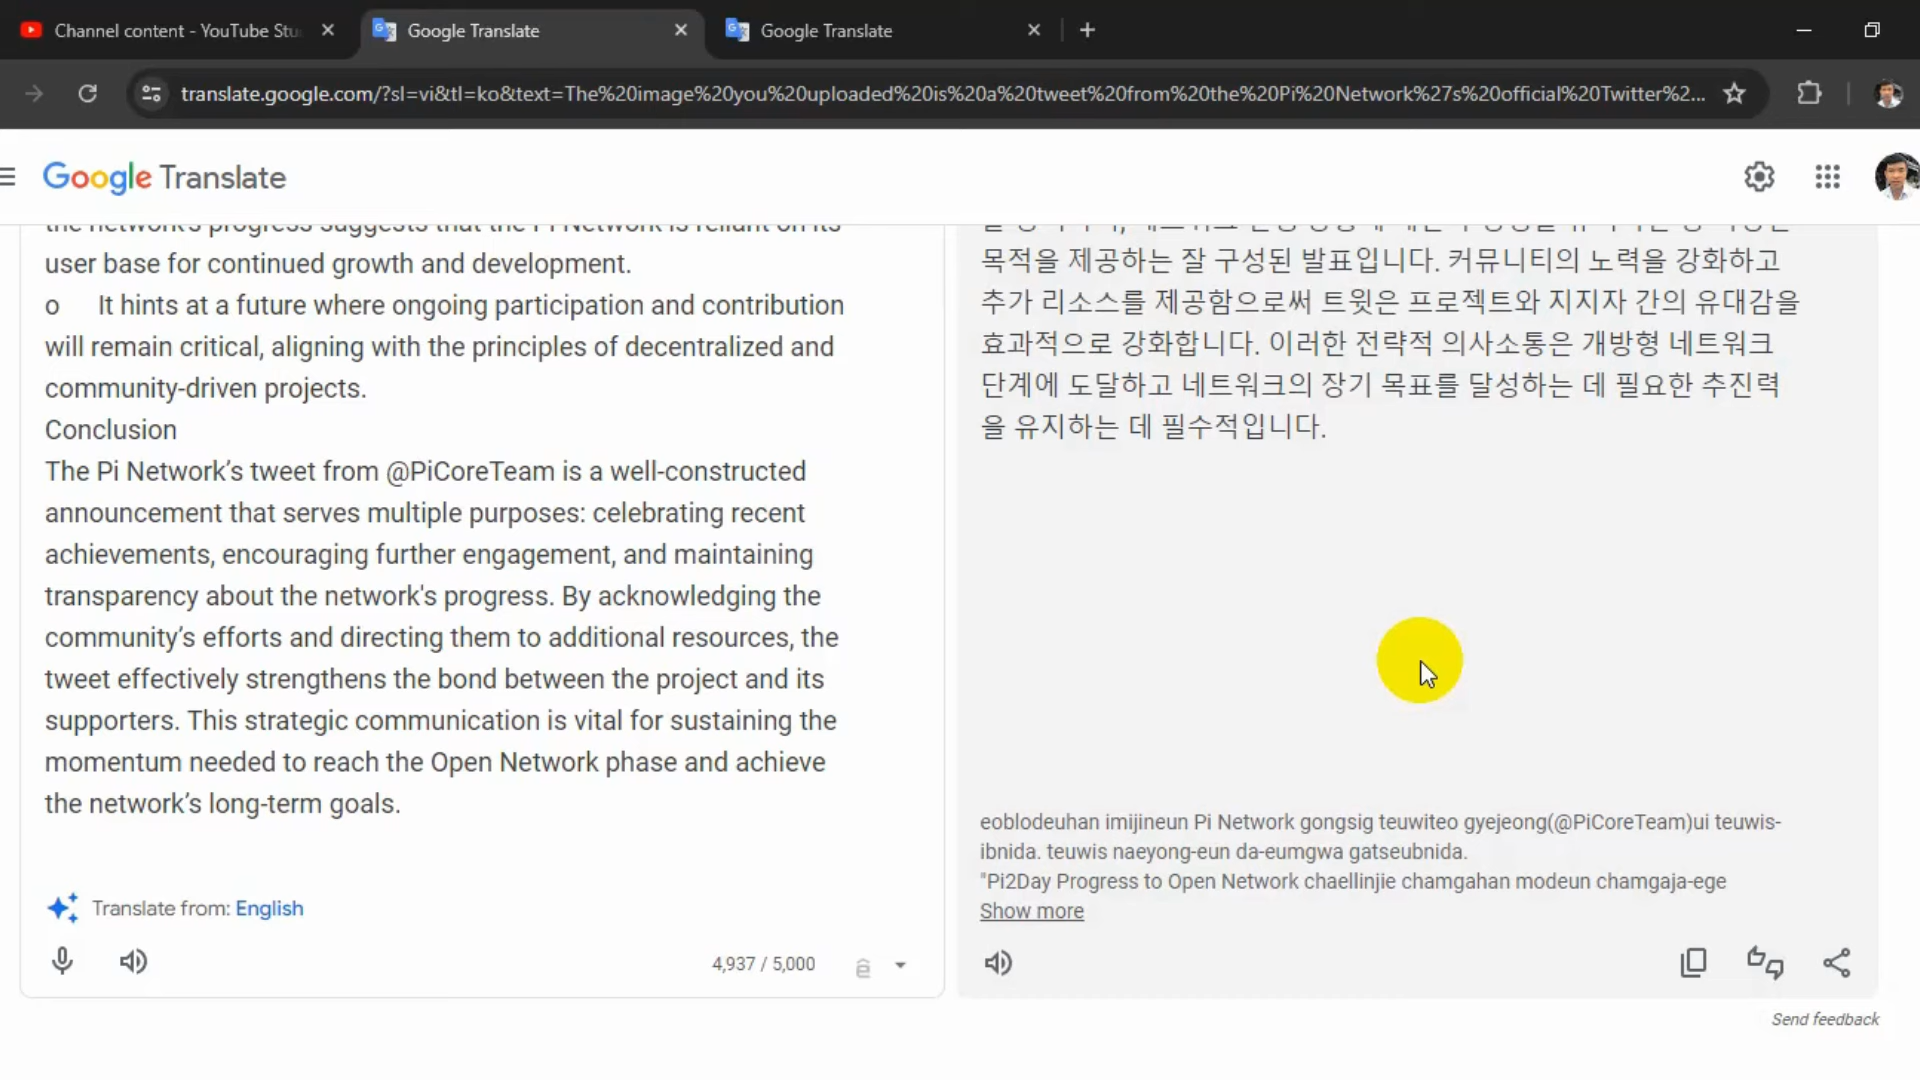 Channel content - YouTube Stu
Google Translate
Google Translate
translate.google.com/?sl=vi&tl=ko&text=The%20image%20you%20uploaded%20is%20a%20tweet%20from%20the%20Pi%20Network%27s%20official%20Twitter%2...
Google Translate
the network's progress suggests that the Pi Network is reliant on its
user base for continued growth and development.
o It hints at a future where ongoing participation and contribution
will remain critical, aligning with the principles of decentralized and
community-driven projects.
Conclusion
The Pi Network’s tweet from @PiCoreTeam is a well-constructed
announcement that serves multiple purposes: celebrating recent
achievements, encouraging further engagement, and maintaining
transparency about the network's progress. By acknowledging the
community’s efforts and directing them to additional resources, the
tweet effectively strengthens the bond between the project and its
supporters. This strategic communication is vital for sustaining the
momentum needed to reach the Open Network phase and achieve
the network’s long-term goals.
Translate from: English
4,937 / 5,000
목적을 제공하는 잘 구성된 발표입니다. 커뮤니티의 노력을 강화하고
추가 리소스를 제공함으로써 트윗은 프로젝트와 지지자 간의 유대감을
효과적으로 강화합니다. 이러한 전략적 의사소통은 개방형 네트워크
단계에 도달하고 네트워크의 장기 목표를 달성하는 데 필요한 추진력
을 유지하는 데 필수적입니다.
eoblodeuhan imijineun Pi Network gongsig teuwiteo gyejeong(@PiCoreTeam)ui teuwis-
ibnida. teuwis naeyong-eun da-eumgwa gatseubnida.
"Pi2Day Progress to Open Network chaellinjie chamgahan modeun chamgaja-ege
Show more
Send feedback